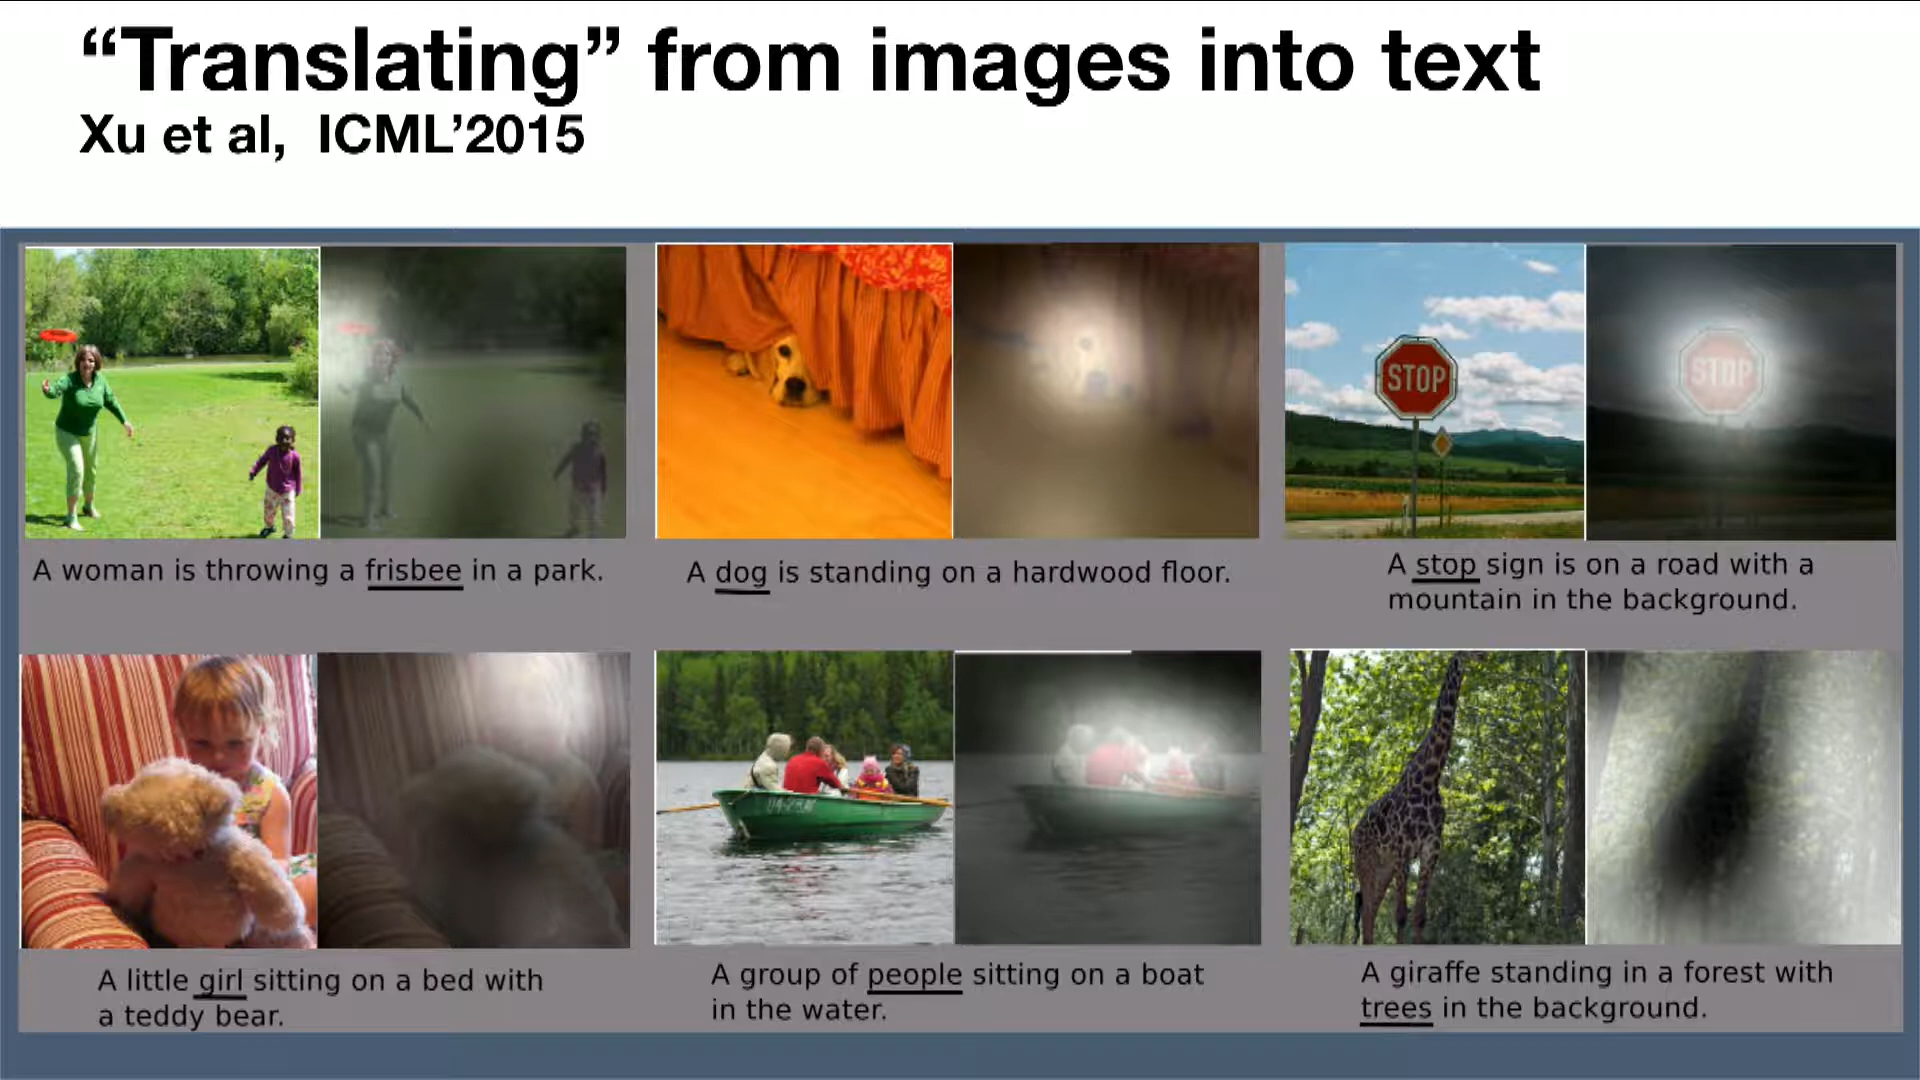 “Translating” from images into text
Xu et al, ICML’2015
STOP
STOP
A woman is throwing a frisbee in a park.
A dog is standing on a hardwood floor.
A stop sign is on a road with a
mountain in the background.
A little girl sitting on a bed with
a teddy bear.
A group of people sitting on a boat
in the water.
A giraffe standing in a forest with
trees in the background.